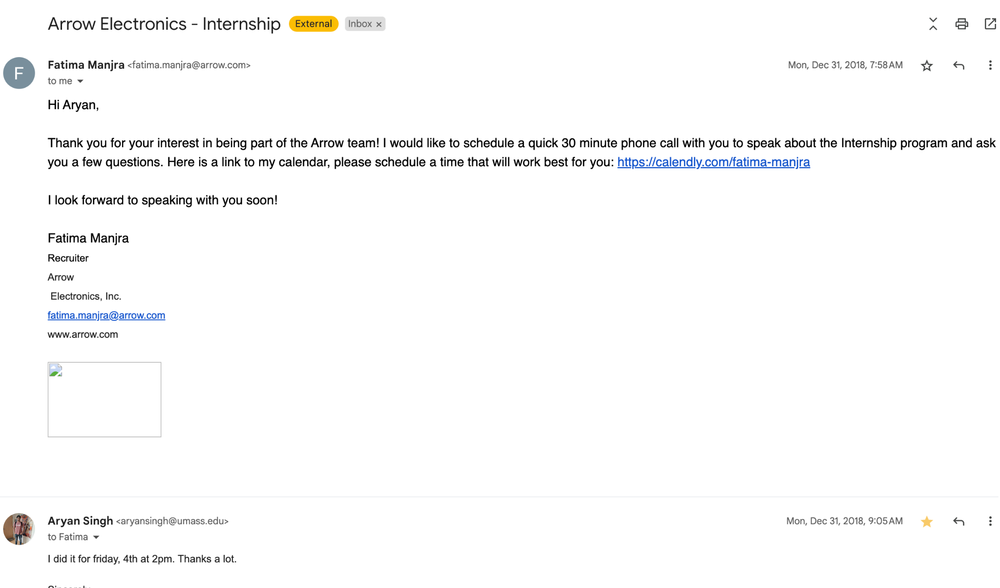 Arrow Electronics - Internship External Inbox ×
F
Fatima Manjra <fatima.manjra@arrow.com> Mon, Dec 31, 2018, 7:58 AM
to me
Hi Aryan,
Thank you for your interest in being part of the Arrow team! I would like to schedule a quick 30 minute phone call with you to speak about the Internship program and ask
you a few questions. Here is a link to my calendar, please schedule a time that will work best for you: https://calendly.com/fatima-manjra
I look forward to speaking with you soon!
Fatima Manjra
Recruiter
Arrow
Electronics, Inc.
fatima.manjra@arrow.com
www.arrow.com
Aryan Singh <aryansingh@umass.edu> Mon, Dec 31, 2018, 9:05 AM
to Fatima
I did it for friday, 4th at 2pm. Thanks a lot.